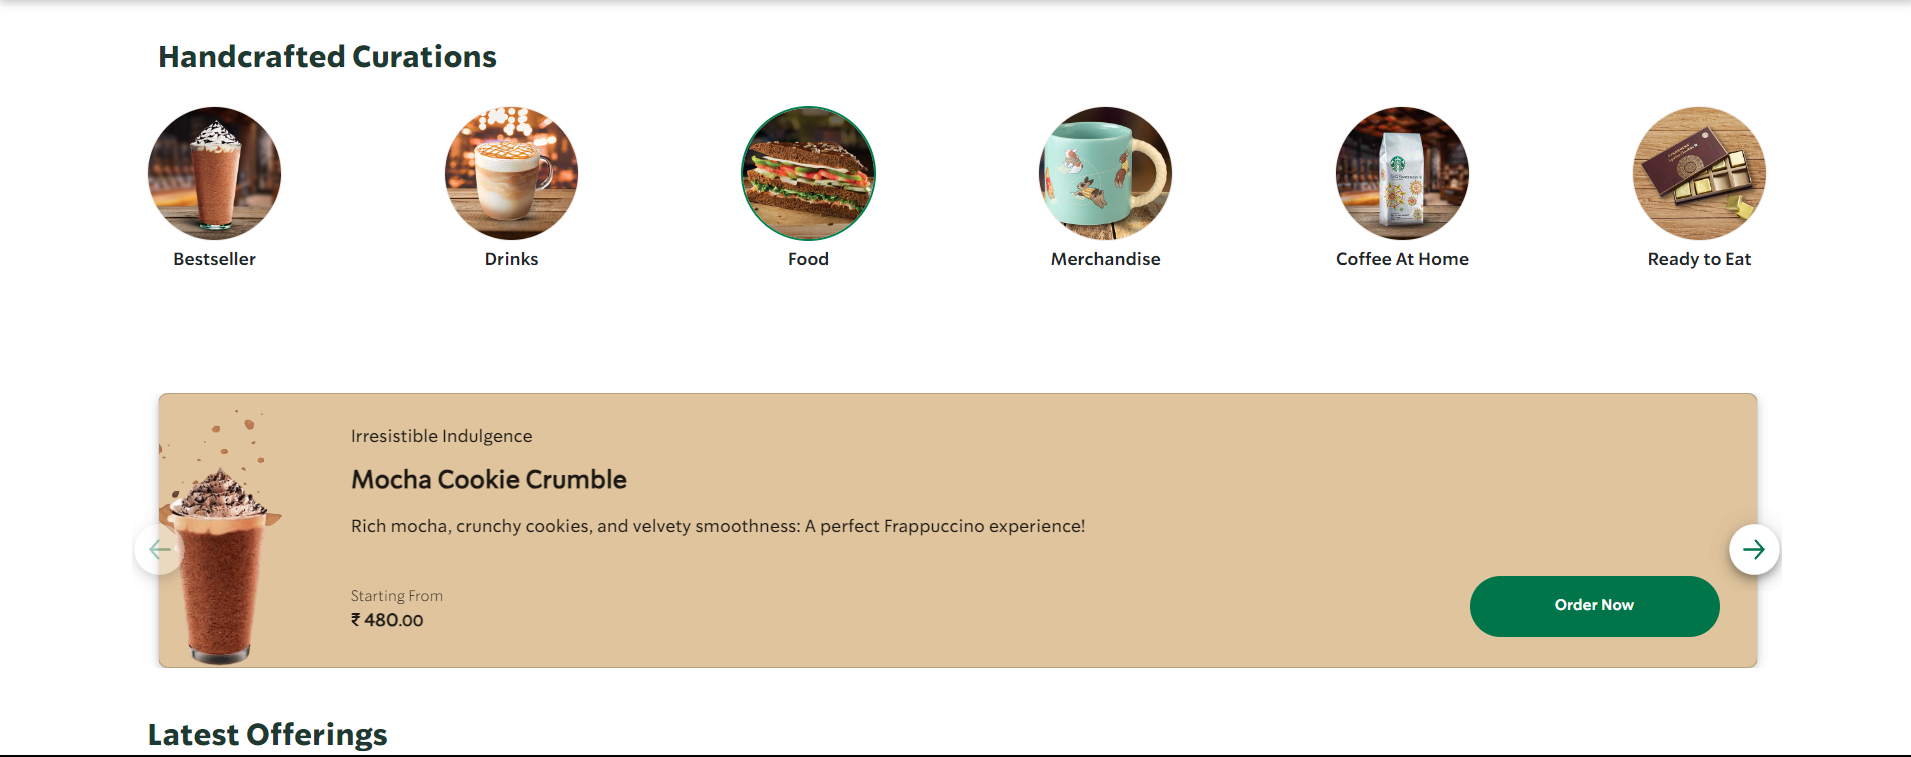 Handcrafted Curations
Bestseller
Drinks
Food
Merchandise
Coffee At Home
Ready to Eat
Irresistible Indulgence
Mocha Cookie Crumble
Rich mocha, crunchy cookies, and velvety smoothness: A perfect Frappuccino experience!
Starting From
₹ 480.00
Order Now
Latest Offerings